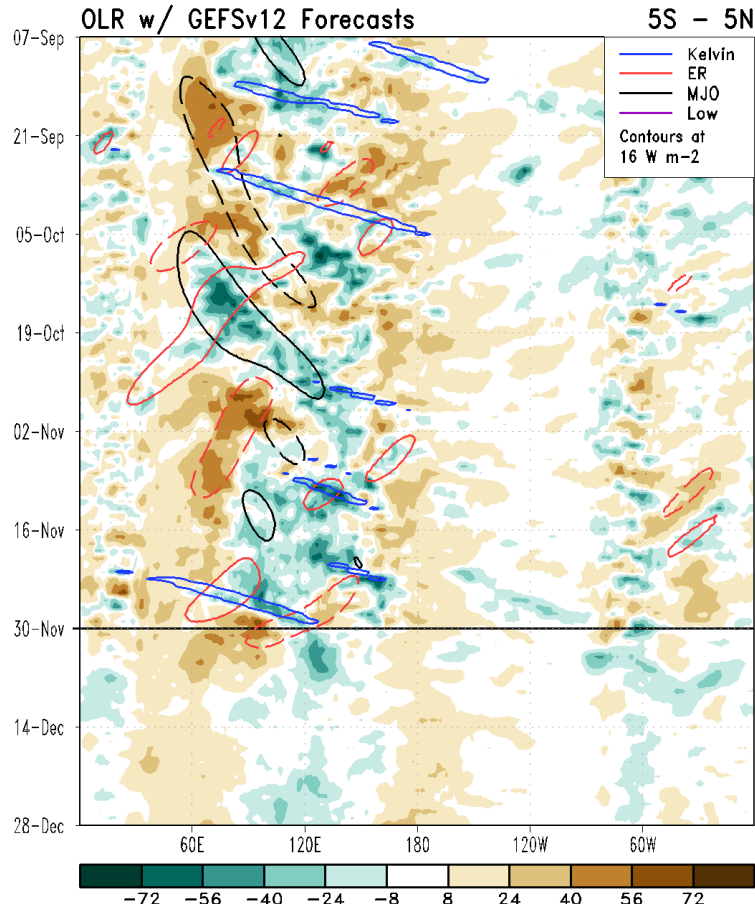 OLR w/ GEFSv12 Forecasts 5S - 5N
07-Sep
21-Sep
05-Oct
19-Oct
02-Nov
16-Nov
30-Nov
14-Dec
28-Dec
Kelvin
ER
MJO
Low
Contours at
16 W m-2
60E 120E 180 120W 60W
-72 -56 -40 -24 -8 8 24 40 56 72